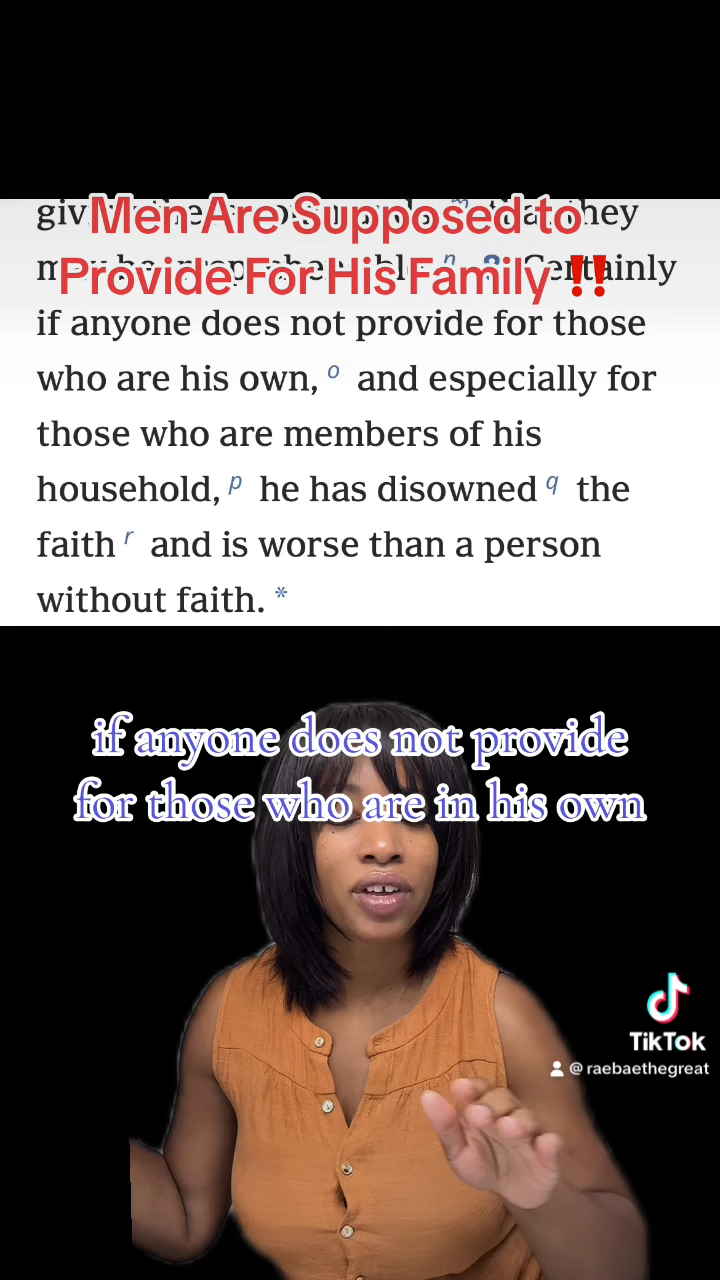 Men Are Supposed to
Provide For His Family ‼️
they
Certainly
if anyone does not provide for those
who are his own, o and especially for
those who are members of his
household, p he has disowned q the
faith r and is worse than a person
without faith. *
if anyone does not provide
for those who are in his own
TikTok
@raebaethegreat